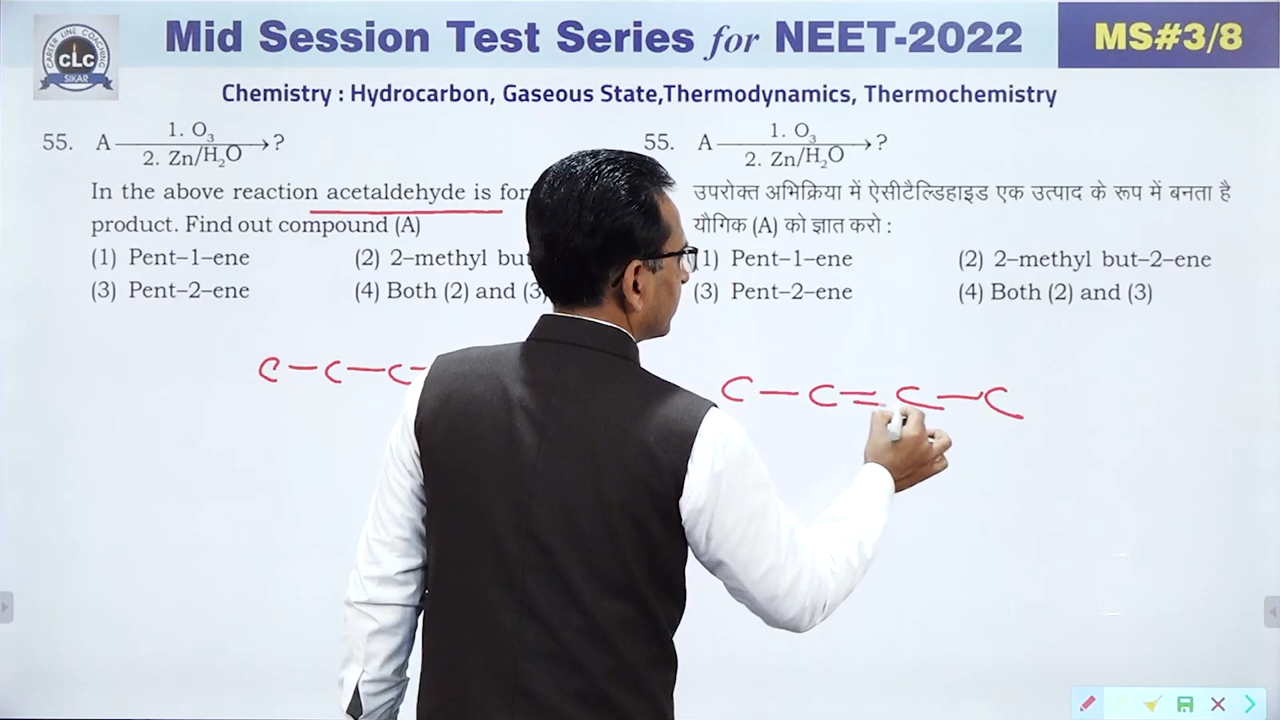 Mid Session Test Series for NEET-2022
MS#3/8
CAREER LINE COACHING
CLC
SIKAR
Chemistry : Hydrocarbon, Gaseous State,Thermodynamics, Thermochemistry
55. A 1. O₃ / 2. Zn/H₂O → ?
In the above reaction acetaldehyde is
product. Find out compound (A)
(1) Pent–1–ene (2) 2–methyl
(3) Pent–2–ene (4) Both (2) and (3)
55. A 1. O₃ / 2. Zn/H₂O → ?
उपरोक्त अभिक्रिया में ऐसीटैल्डिहाइड एक उत्पाद के रूप में बनता है
यौगिक (A) को ज्ञात करो :
(1) Pent–1–ene (2) 2–methyl but–2–ene
(3) Pent–2–ene (4) Both (2) and (3)
C – C – C –
C – C = C – C